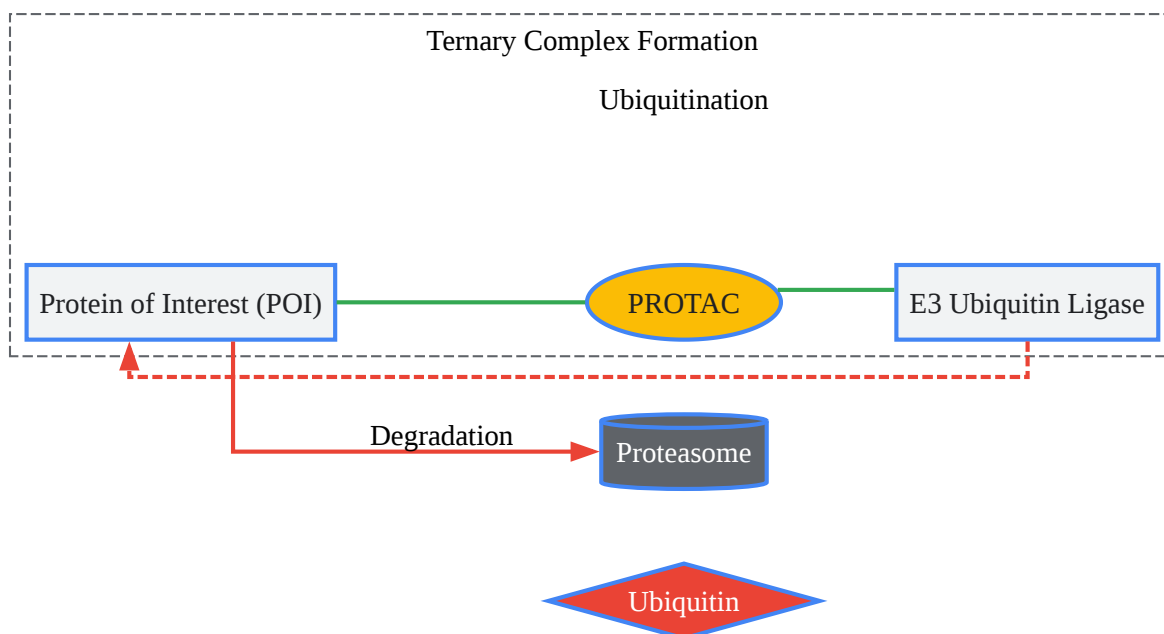 Ternary Complex Formation
Ubiquitination
Protein of Interest (POI)
PROTAC
E3 Ubiquitin Ligase
Degradation
Proteasome
Ubiquitin